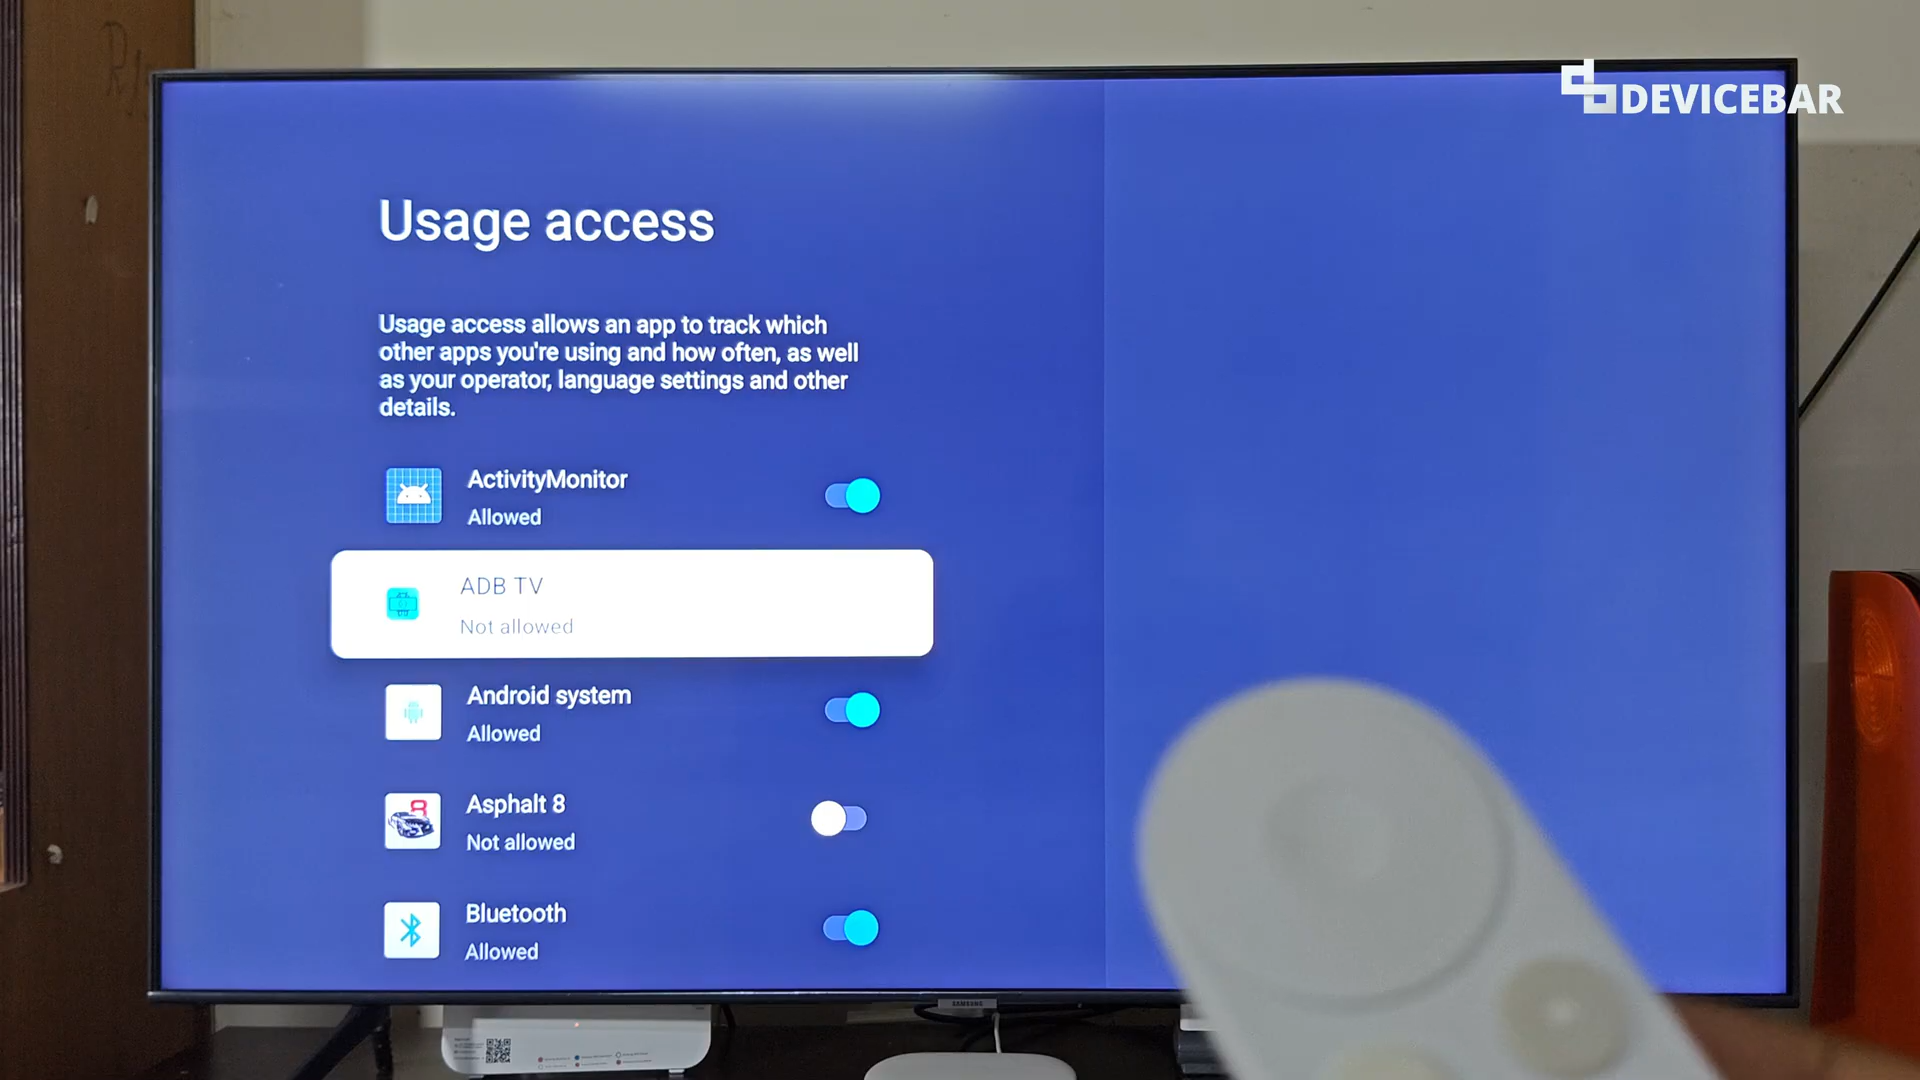 DEVICEBAR
Usage access
Usage access allows an app to track which
other apps you're using and how often, as well
as your operator, language settings and other
details.
ActivityMonitor
Allowed
ADB TV
Not allowed
Android system
Allowed
8
Asphalt 8
Not allowed
Bluetooth
Allowed
SAMSUNG